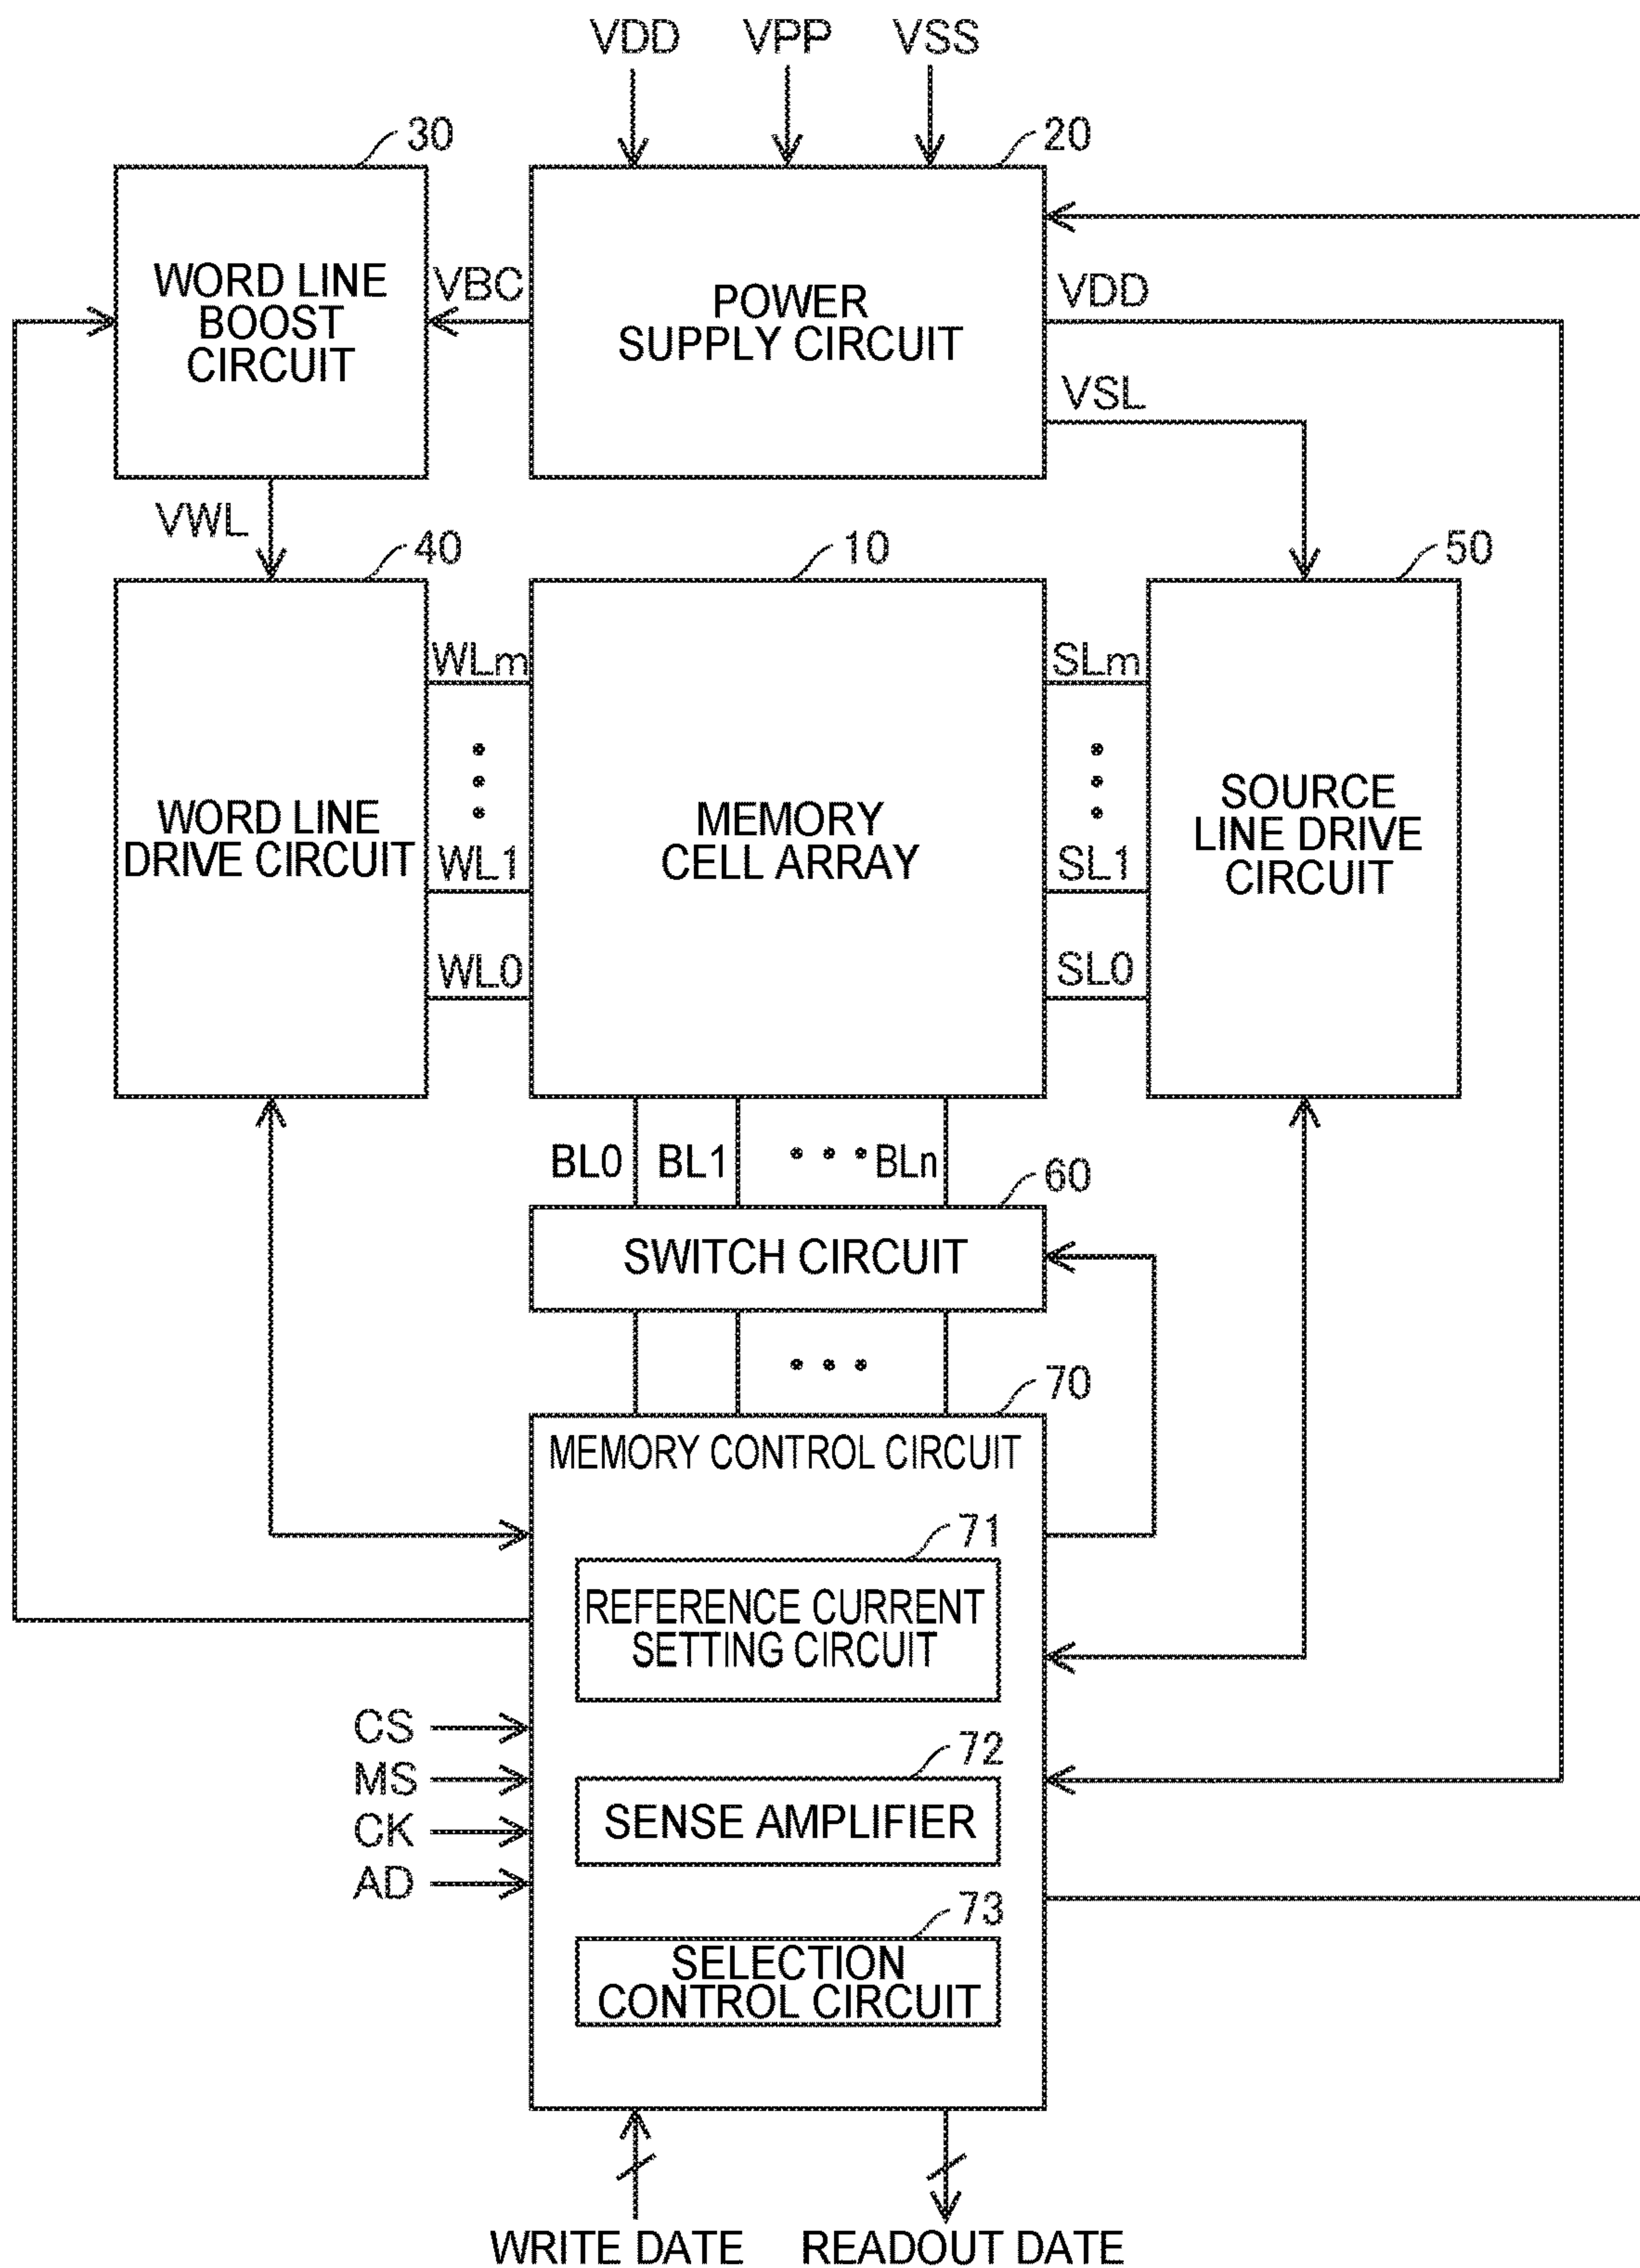 VDD VPP VSS
30
20
WORD LINE
BOOST
CIRCUIT
VBC
POWER
SUPPLY CIRCUIT
VDD
VSL
VWL
40
10
50
WORD LINE
DRIVE CIRCUIT
WLm
WL1
WL0
MEMORY
CELL ARRAY
SLm
SL1
SL0
SOURCE
LINE DRIVE
CIRCUIT
BL0 BL1 BLn
60
SWITCH CIRCUIT
70
MEMORY CONTROL CIRCUIT
71
REFERENCE CURRENT
SETTING CIRCUIT
CS
MS
CK
AD
72
SENSE AMPLIFIER
73
SELECTION
CONTROL CIRCUIT
WRITE DATE READOUT DATE